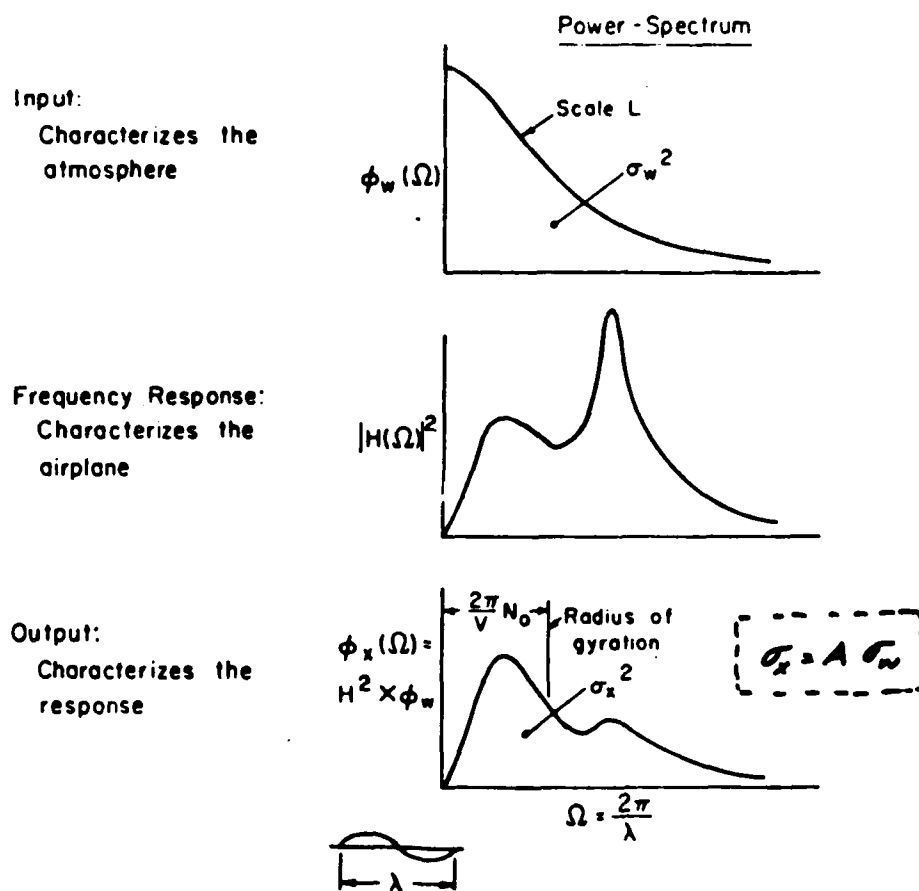 Power - Spectrum
Input:
Characterizes the
atmosphere
Scale L
ϕw(Ω)
σw²
Frequency Response:
Characterizes the
airplane
|H(Ω)|²
Output:
Characterizes the
response
ϕx(Ω) =
H² × ϕw
2π/V N₀
Radius of
gyration
σx²
σx = A σw
Ω = 2π/λ
λ